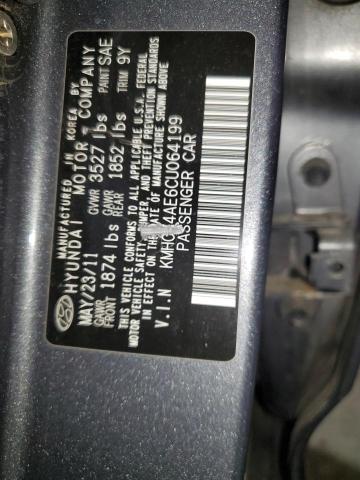 MANUFACTURED IN KOREA BY
HYUNDAI MOTOR COMPANY
MAY/23/11 GVWR 3527 lbs PAINT SAE
GAWR FRONT 1874 lbs GAWR REAR 1852 lbs TRIM 9Y
THIS VEHICLE CONFORMS TO ALL APPLICABLE U.S.A. FEDERAL
MOTOR VEHICLE SAFETY, AND THEFT PREVENTION STANDARDS
IN EFFECT ON THE DATE OF MANUFACTURE SHOWN ABOVE.
V.I.N 4AE6CU064199
PASSENGER CAR